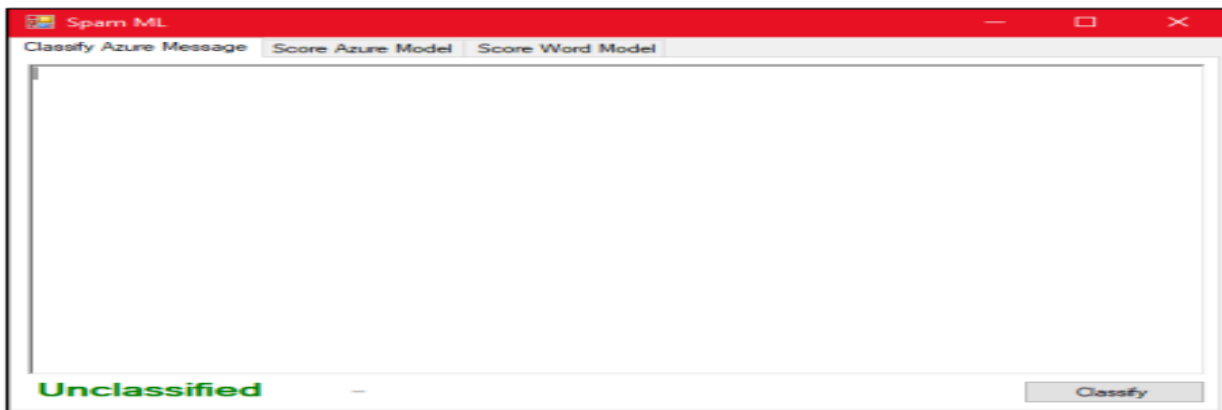 Spam ML
Classify Azure Message Score Azure Model Score Word Model
Unclassified - Classify